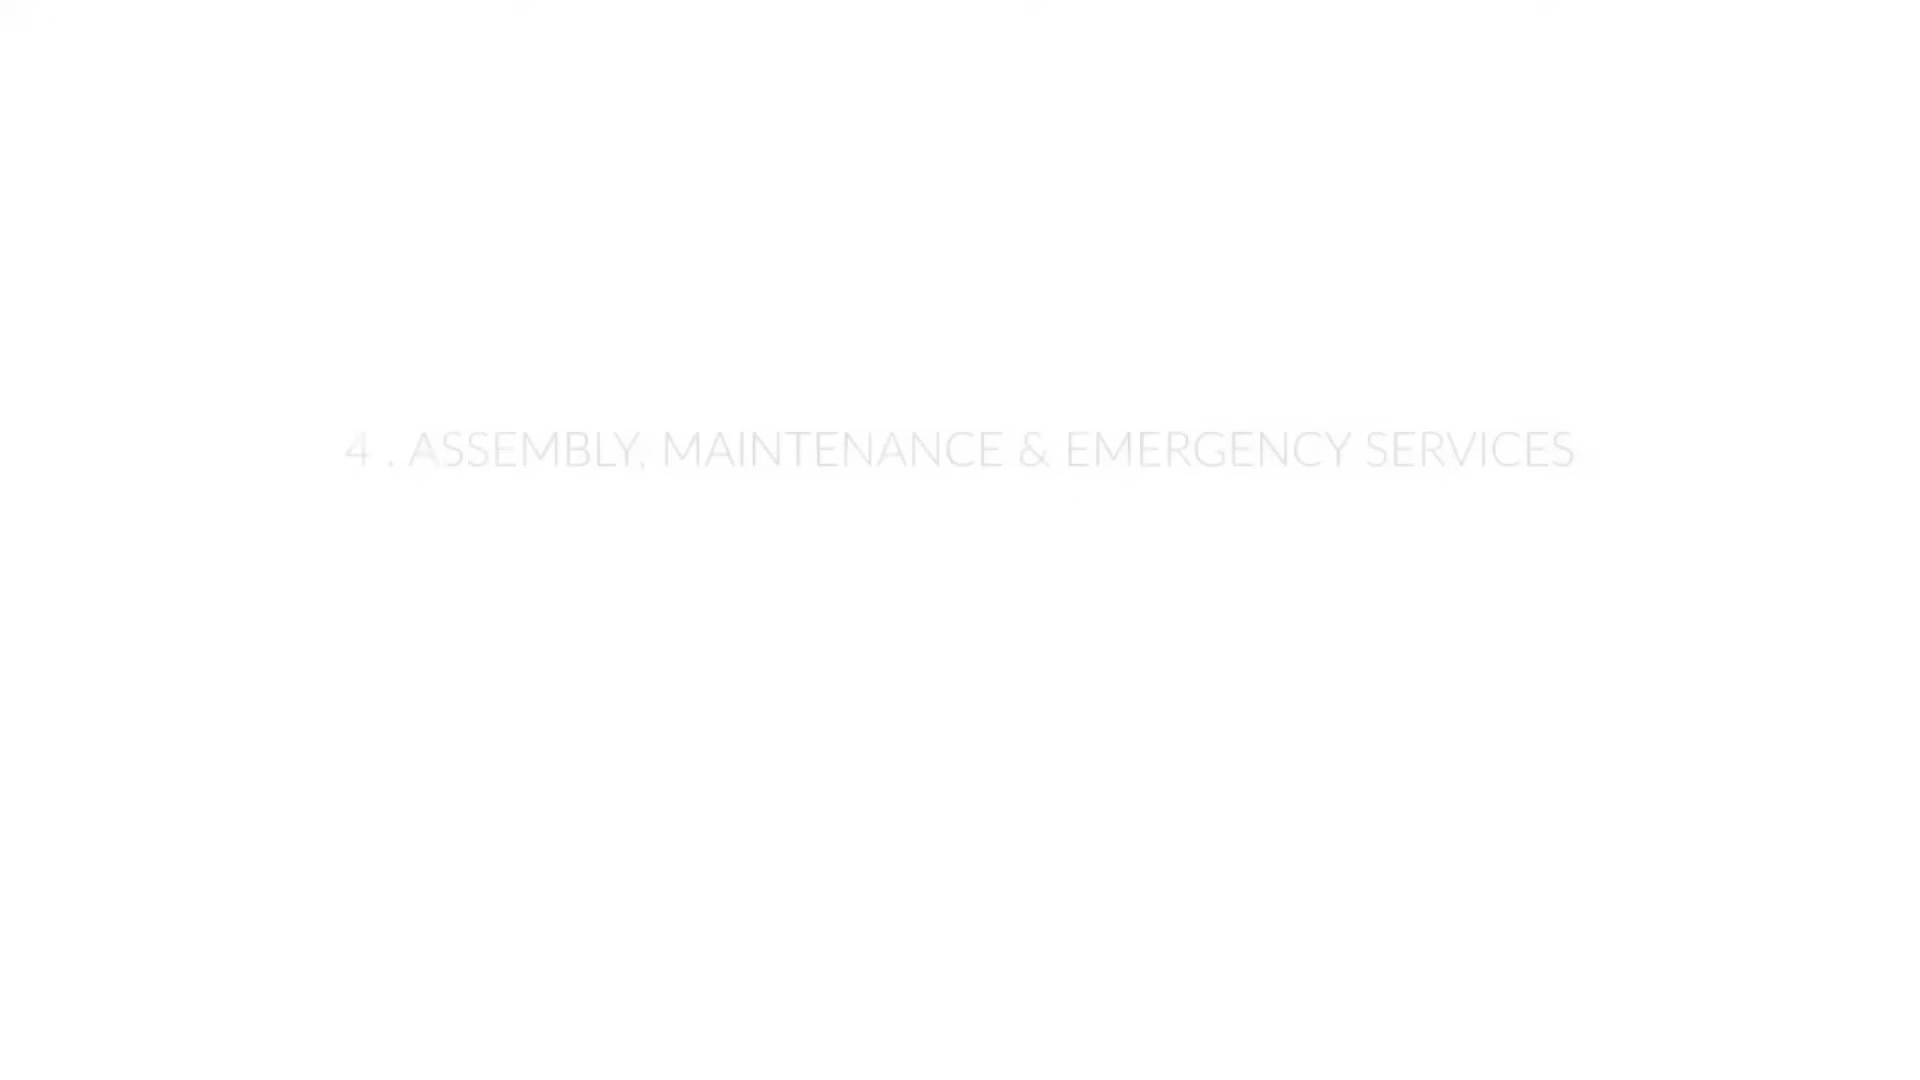 4 . ASSEMBLY, MAINTENANCE & EMERGENCY SERVICES